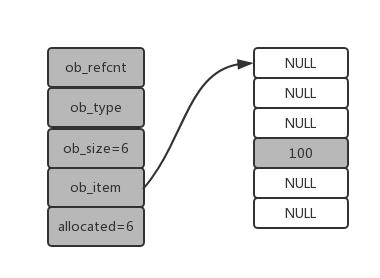 ob_refcnt
ob_type
ob_size=6
ob_item
allocated=6
NULL
NULL
NULL
100
NULL
NULL